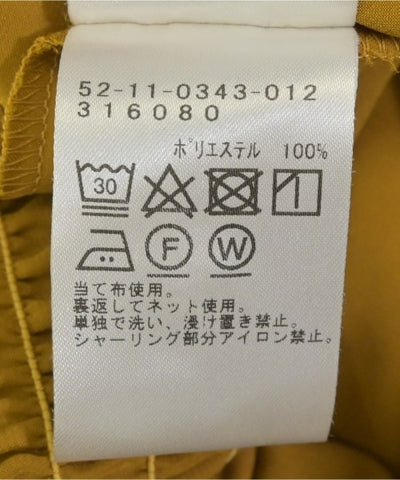 52-11-0343-012
316080
ポリエステル 100%
30
F W
当て布使用。
裏返してネット使用。
単独で洗い、浸け置き禁止。
シャーリング部分アイロン禁止。